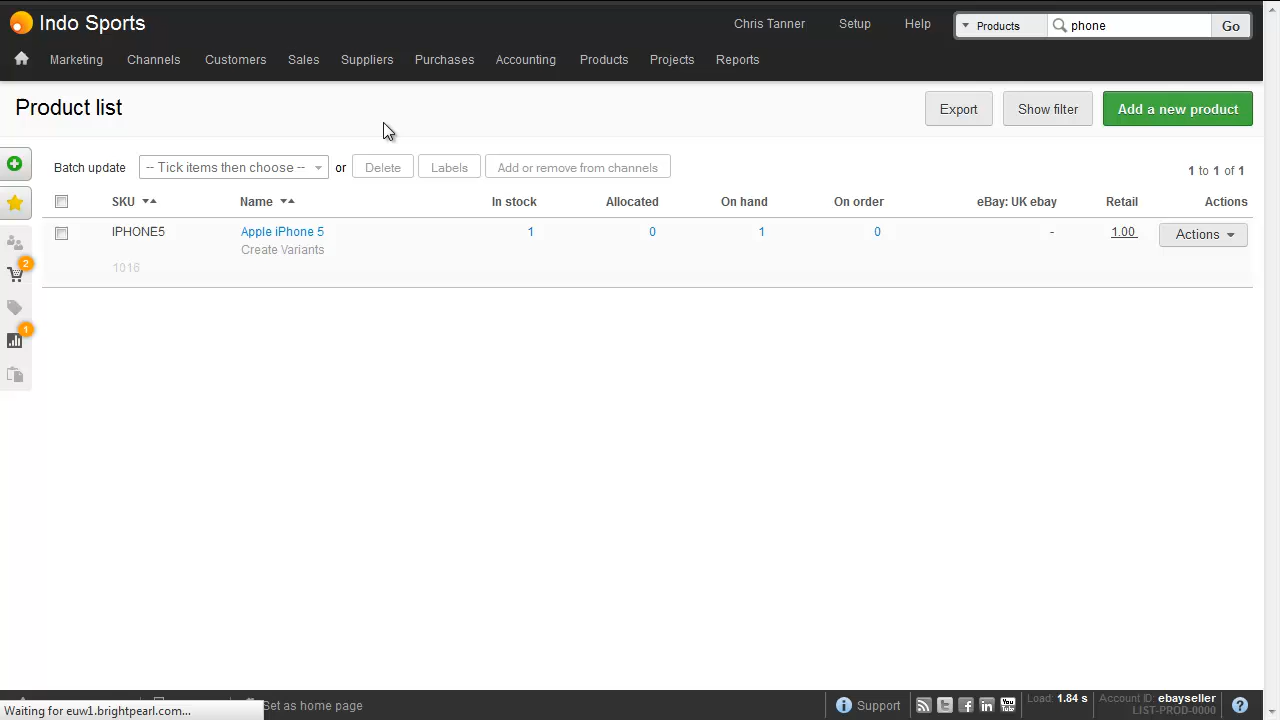 Indo Sports
Chris Tanner Setup Help Products phone Go
Marketing Channels Customers Sales Suppliers Purchases Accounting Products Projects Reports
Product list
Export Show filter Add a new product
Batch update -- Tick items then choose -- or Delete Labels Add or remove from channels 1 to 1 of 1
SKU Name In stock Allocated On hand On order eBay: UK ebay Retail Actions
IPHONE5 Apple iPhone 5 1 0 1 0 - 1.00 Actions
Create Variants
1016
2
1
Set as home page Support You Tube Load: 1.84 s Account ID: ebayseller
LIST-PROD-0000
Waiting for euw1.brightpearl.com...